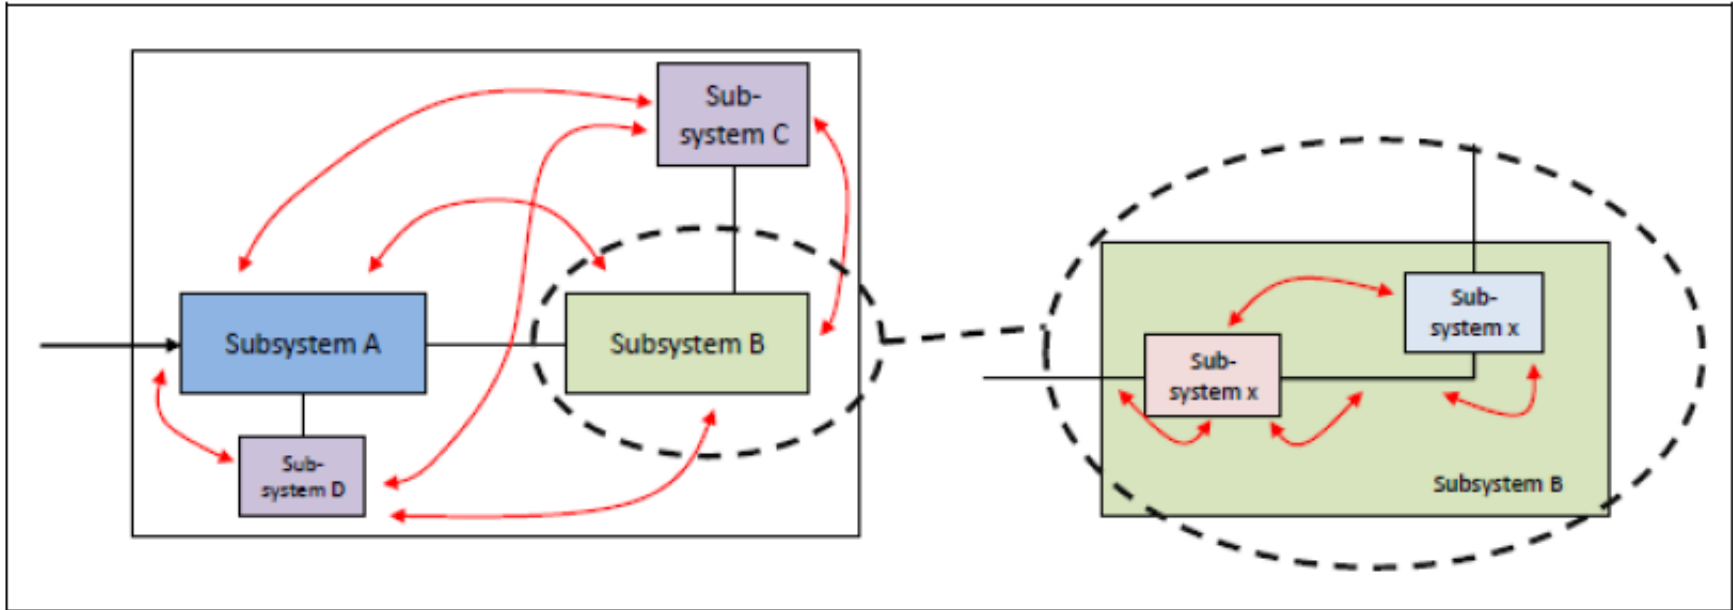 Sub-
system C
Subsystem A
Subsystem B
Sub-
system D
Sub-
system x
Sub-
system x
Subsystem B